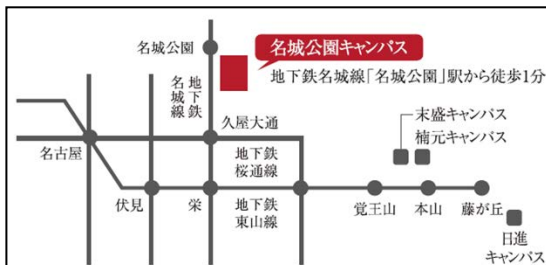 名城公園
名城公園キャンパス
地下鉄名城線「名城公園」駅から徒歩1分
地下鉄
名城線
末盛キャンパス
楠元キャンパス
久屋大通
名古屋
地下鉄
桜通線
伏見
栄
地下鉄
東山線
覚王山
本山
藤が丘
日進
キャンパス